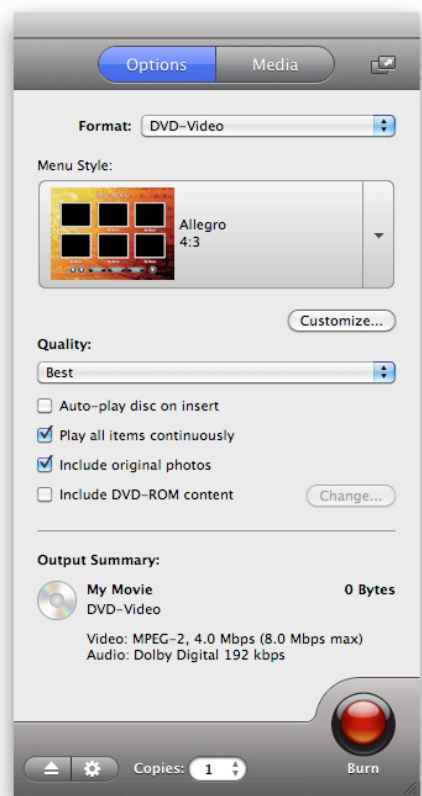 Options
Media
Format:
DVD-Video
Menu Style:
Allegro
4:3
Customize...
Quality:
Best
Auto-play disc on insert
Play all items continuously
Include original photos
Include DVD-ROM content
Change...
Output Summary:
My Movie
0 Bytes
DVD-Video
Video: MPEG-2, 4.0 Mbps (8.0 Mbps max)
Audio: Dolby Digital 192 kbps
Copies:
1
Burn